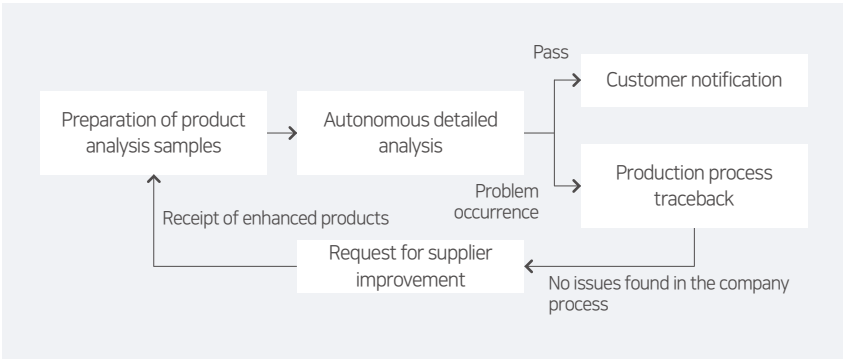 Pass
Customer notification
Preparation of product
analysis samples
Autonomous detailed
analysis
Problem
occurrence
Production process
traceback
Receipt of enhanced products
Request for supplier
improvement
No issues found in the company
process